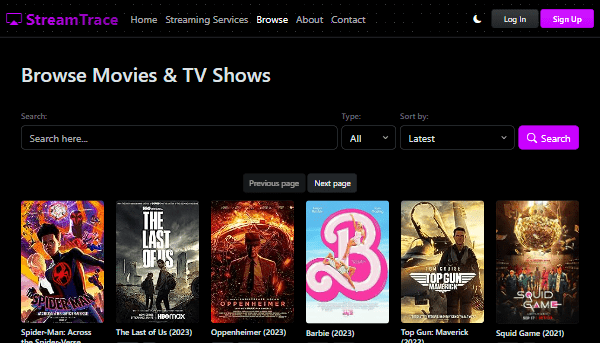 StreamTrace Home Streaming Services Browse About Contact Log In Sign Up
Browse Movies & TV Shows
Search: Type: Sort by:
Search here... All Latest Search
Previous page Next page
THE
LAST
OF US
HBOmax
SPIDER-MAN
OPPENHEIMER
B
TOM CRUISE
TOP GUN
MAVERICK
SQUID
GAME
Spider-Man: Across
the Spider-Verse
The Last of Us (2023)
Oppenheimer (2023)
Barbie (2023)
Top Gun: Maverick
(2022)
Squid Game (2021)